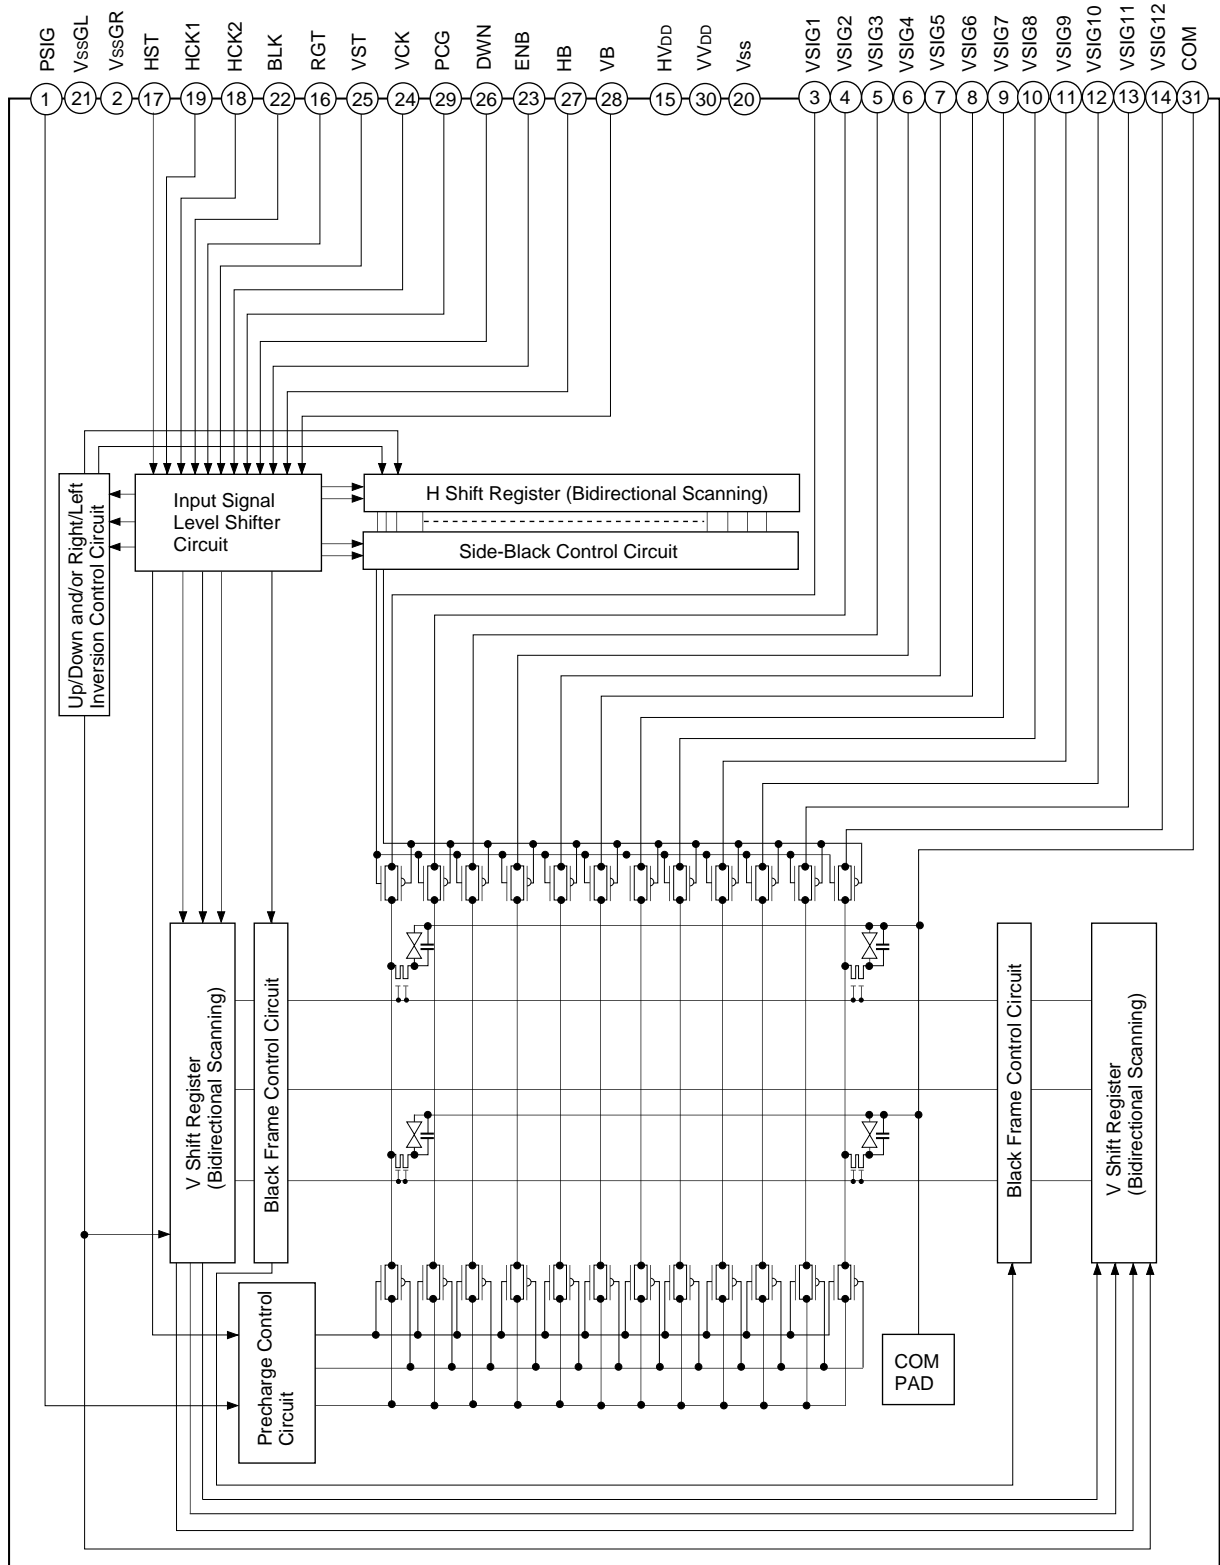 PSIG
VssGL
VssGR
HST
HCK1
HCK2
BLK
RGT
VST
VCK
PCG
DWN
ENB
HB
VB
HVDD
VVDD
Vss
VSIG1
VSIG2
VSIG3
VSIG4
VSIG5
VSIG6
VSIG7
VSIG8
VSIG9
VSIG10
VSIG11
VSIG12
COM
1
21
2
17
19
18
22
16
25
24
29
26
23
27
28
15
30
20
3
4
5
6
7
8
9
10
11
12
13
14
31
Up/Down and/or Right/Left
Inversion Control Circuit
Input Signal
Level Shifter
Circuit
H Shift Register (Bidirectional Scanning)
Side-Black Control Circuit
V Shift Register
(Bidirectional Scanning)
Black Frame Control Circuit
Black Frame Control Circuit
V Shift Register
(Bidirectional Scanning)
Precharge Control
Circuit
COM
PAD